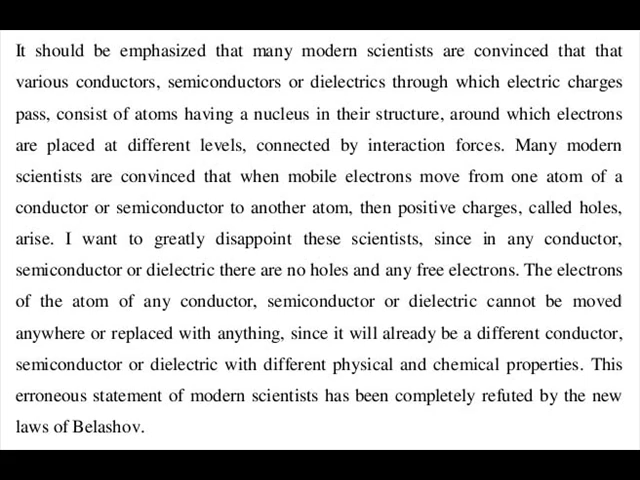 It should be emphasized that many modern scientists are convinced that that
various conductors, semiconductors or dielectrics through which electric charges
pass, consist of atoms having a nucleus in their structure, around which electrons
are placed at different levels, connected by interaction forces. Many modern
scientists are convinced that when mobile electrons move from one atom of a
conductor or semiconductor to another atom, then positive charges, called holes,
arise. I want to greatly disappoint these scientists, since in any conductor,
semiconductor or dielectric there are no holes and any free electrons. The electrons
of the atom of any conductor, semiconductor or dielectric cannot be moved
anywhere or replaced with anything, since it will already be a different conductor,
semiconductor or dielectric with different physical and chemical properties. This
erroneous statement of modern scientists has been completely refuted by the new
laws of Belashov.